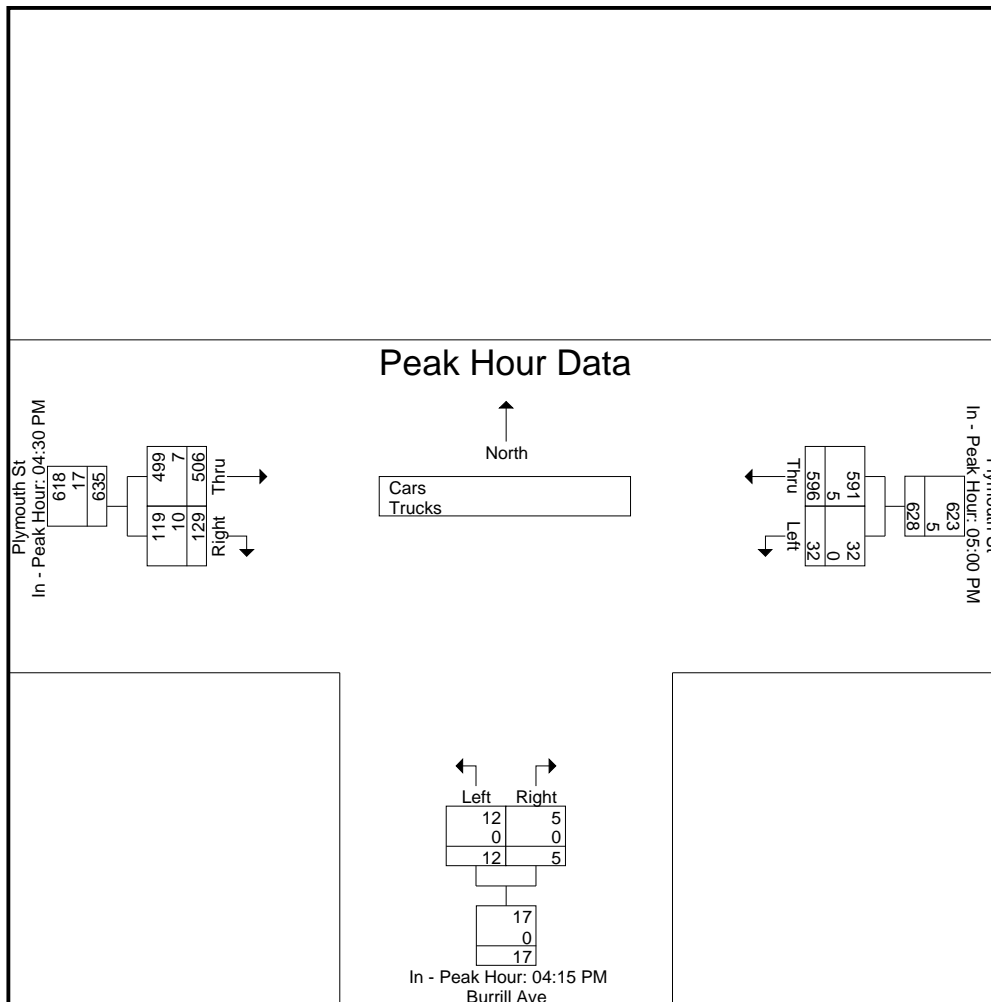 Peak Hour Data
North
Cars
Trucks
Plymouth St
In - Peak Hour: 04:30 PM
618
17
635
499
7
506
Thru
119
10
129
Right
Plymouth St
In - Peak Hour: 05:00 PM
623
5
628
591
5
596
Thru
32
0
32
Left
Left Right
12 5
0 0
12 5
17
0
17
In - Peak Hour: 04:15 PM
Burrill Ave